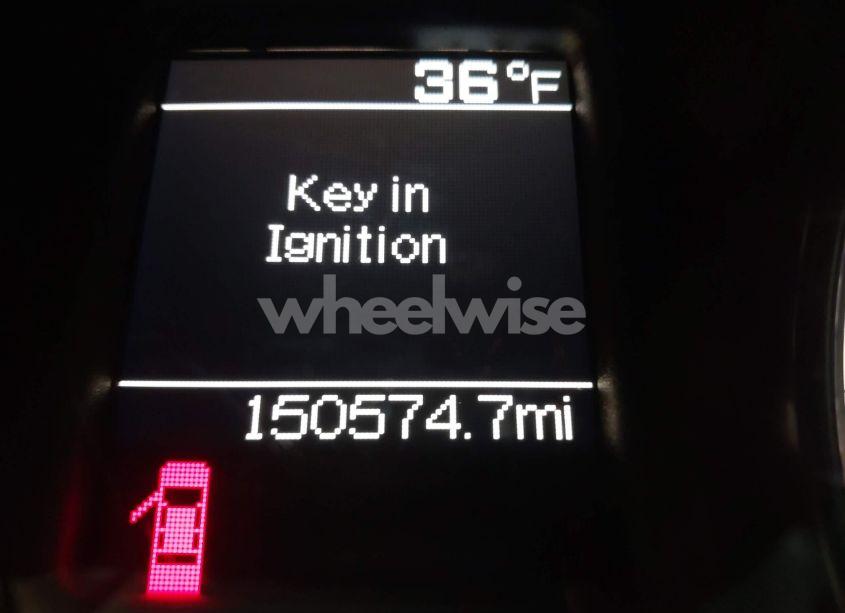 36°F
Key in
Ignition
wheelwise
150574.7mi